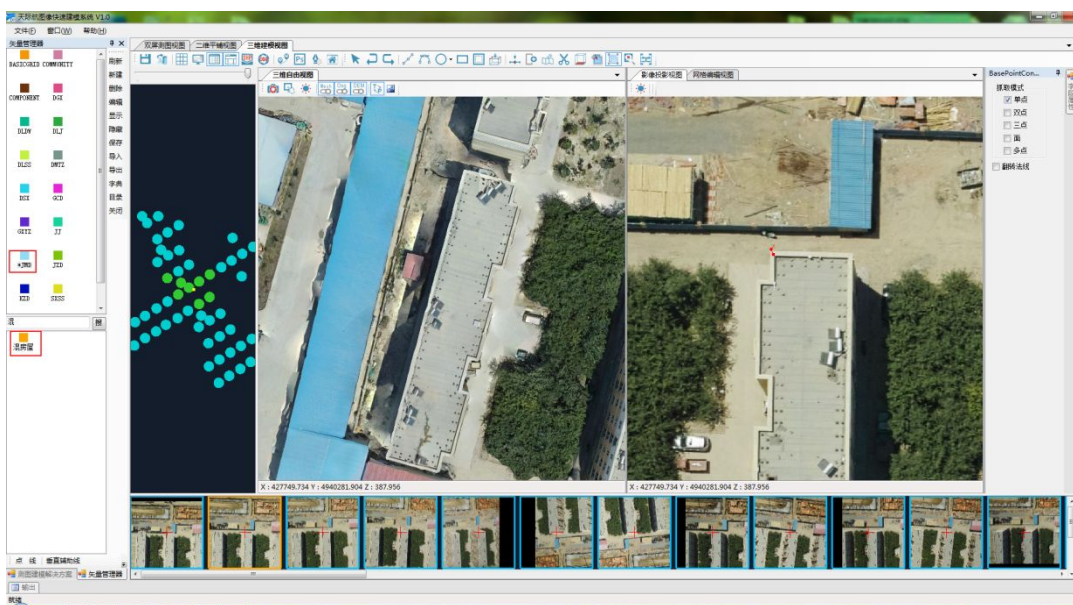 天际航图像快速建模系统 V1.0
文件(F) 窗口(W) 帮助(H)
矢量管理器
双屏测图视图 二维平铺视图 三维建模视图
BASICGRID COMMUNITY
COMPONENT DGX
DLDW DLJ
DLSS DMTZ
DSX GCD
GHYZ JJ
*JMD JZD
KZD SXSS
刷新
新建
删除
编辑
显示
隐藏
保存
导入
导出
字典
目录
关闭
混
搜
混房屋
点 线 垂直辅助线
测图建模解决方案 矢量管理器
三维自由视图
Base Ort DEM
X : 427749.734 Y : 4940281.904 Z : 387.956
影像投影视图 网格编辑视图
X : 427749.734 Y : 4940281.904 Z : 387.956
BasePointCon...
抓取模式
单点
双点
三点
面
多点
翻转法线
输出
就绪